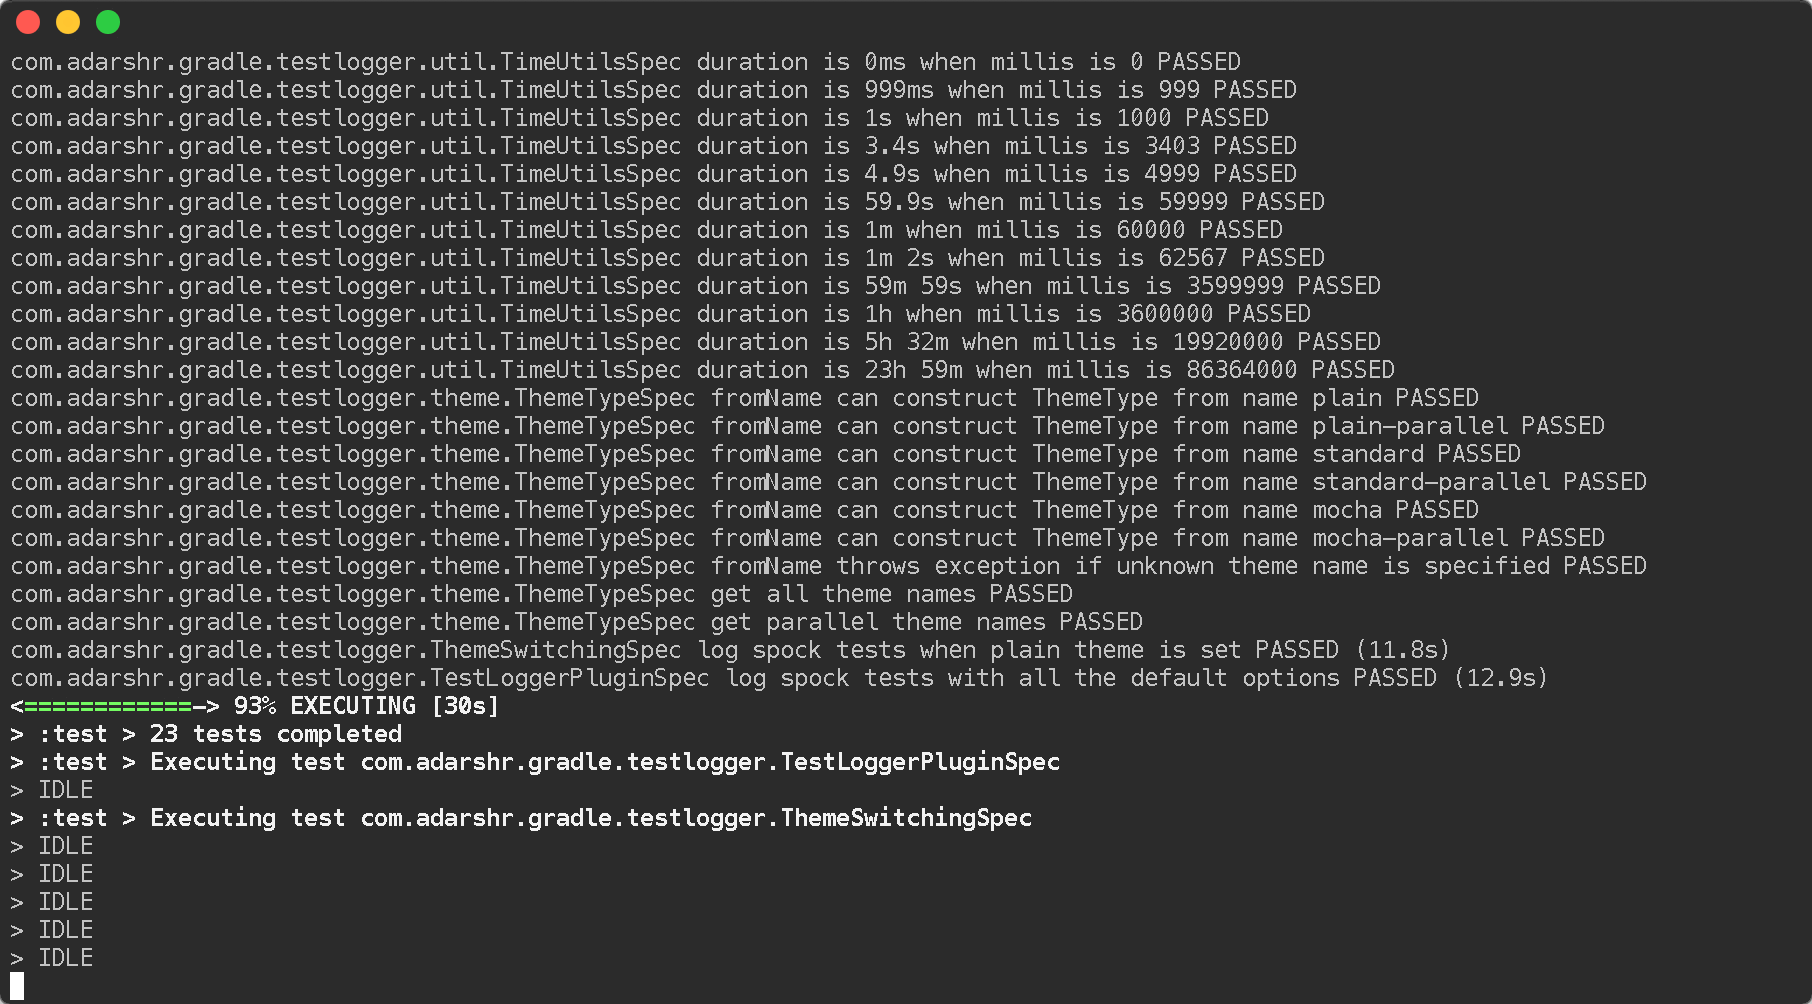 com.adarshr.gradle.testlogger.util.TimeUtilsSpec duration is 0ms when millis is 0 PASSED
com.adarshr.gradle.testlogger.util.TimeUtilsSpec duration is 999ms when millis is 999 PASSED
com.adarshr.gradle.testlogger.util.TimeUtilsSpec duration is 1s when millis is 1000 PASSED
com.adarshr.gradle.testlogger.util.TimeUtilsSpec duration is 3.4s when millis is 3403 PASSED
com.adarshr.gradle.testlogger.util.TimeUtilsSpec duration is 4.9s when millis is 4999 PASSED
com.adarshr.gradle.testlogger.util.TimeUtilsSpec duration is 59.9s when millis is 59999 PASSED
com.adarshr.gradle.testlogger.util.TimeUtilsSpec duration is 1m when millis is 60000 PASSED
com.adarshr.gradle.testlogger.util.TimeUtilsSpec duration is 1m 2s when millis is 62567 PASSED
com.adarshr.gradle.testlogger.util.TimeUtilsSpec duration is 59m 59s when millis is 3599999 PASSED
com.adarshr.gradle.testlogger.util.TimeUtilsSpec duration is 1h when millis is 3600000 PASSED
com.adarshr.gradle.testlogger.util.TimeUtilsSpec duration is 5h 32m when millis is 19920000 PASSED
com.adarshr.gradle.testlogger.util.TimeUtilsSpec duration is 23h 59m when millis is 86364000 PASSED
com.adarshr.gradle.testlogger.theme.ThemeTypeSpec fromName can construct ThemeType from name plain PASSED
com.adarshr.gradle.testlogger.theme.ThemeTypeSpec fromName can construct ThemeType from name plain-parallel PASSED
com.adarshr.gradle.testlogger.theme.ThemeTypeSpec fromName can construct ThemeType from name standard PASSED
com.adarshr.gradle.testlogger.theme.ThemeTypeSpec fromName can construct ThemeType from name standard-parallel PASSED
com.adarshr.gradle.testlogger.theme.ThemeTypeSpec fromName can construct ThemeType from name mocha PASSED
com.adarshr.gradle.testlogger.theme.ThemeTypeSpec fromName can construct ThemeType from name mocha-parallel PASSED
com.adarshr.gradle.testlogger.theme.ThemeTypeSpec fromName throws exception if unknown theme name is specified PASSED
com.adarshr.gradle.testlogger.theme.ThemeTypeSpec get all theme names PASSED
com.adarshr.gradle.testlogger.theme.ThemeTypeSpec get parallel theme names PASSED
com.adarshr.gradle.testlogger.ThemeSwitchingSpec log spock tests when plain theme is set PASSED (11.8s)
com.adarshr.gradle.testlogger.TestLoggerPluginSpec log spock tests with all the default options PASSED (12.9s)
<============-> 93% EXECUTING [30s]
> :test > 23 tests completed
> :test > Executing test com.adarshr.gradle.testlogger.TestLoggerPluginSpec
> IDLE
> :test > Executing test com.adarshr.gradle.testlogger.ThemeSwitchingSpec
> IDLE
> IDLE
> IDLE
> IDLE
> IDLE